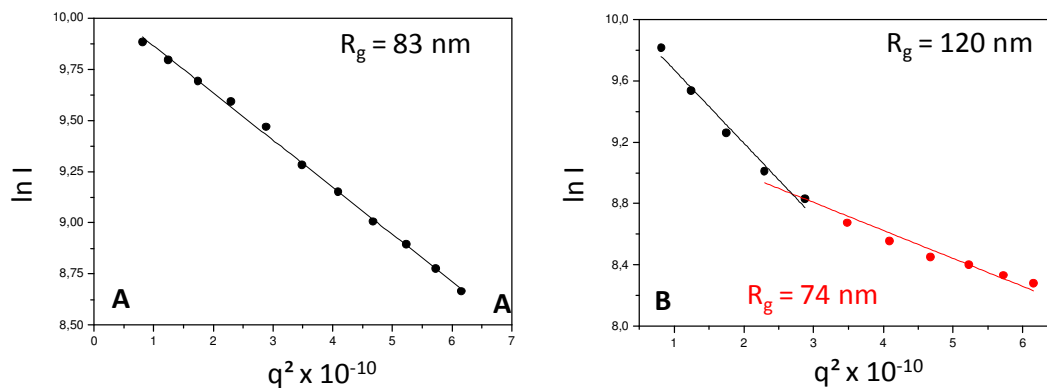 10,00
9,75
9,50
9,25
9,00
8,75
8,50
ln I
R_g = 83 nm
A
A
0 1 2 3 4 5 6 7
q² x 10⁻¹⁰
9,6
9,2
8,8
8,4
8,0
ln I
R_g = 120 nm
B
R_g = 74 nm
1 2 3 4 5 6
q² x 10⁻¹⁰